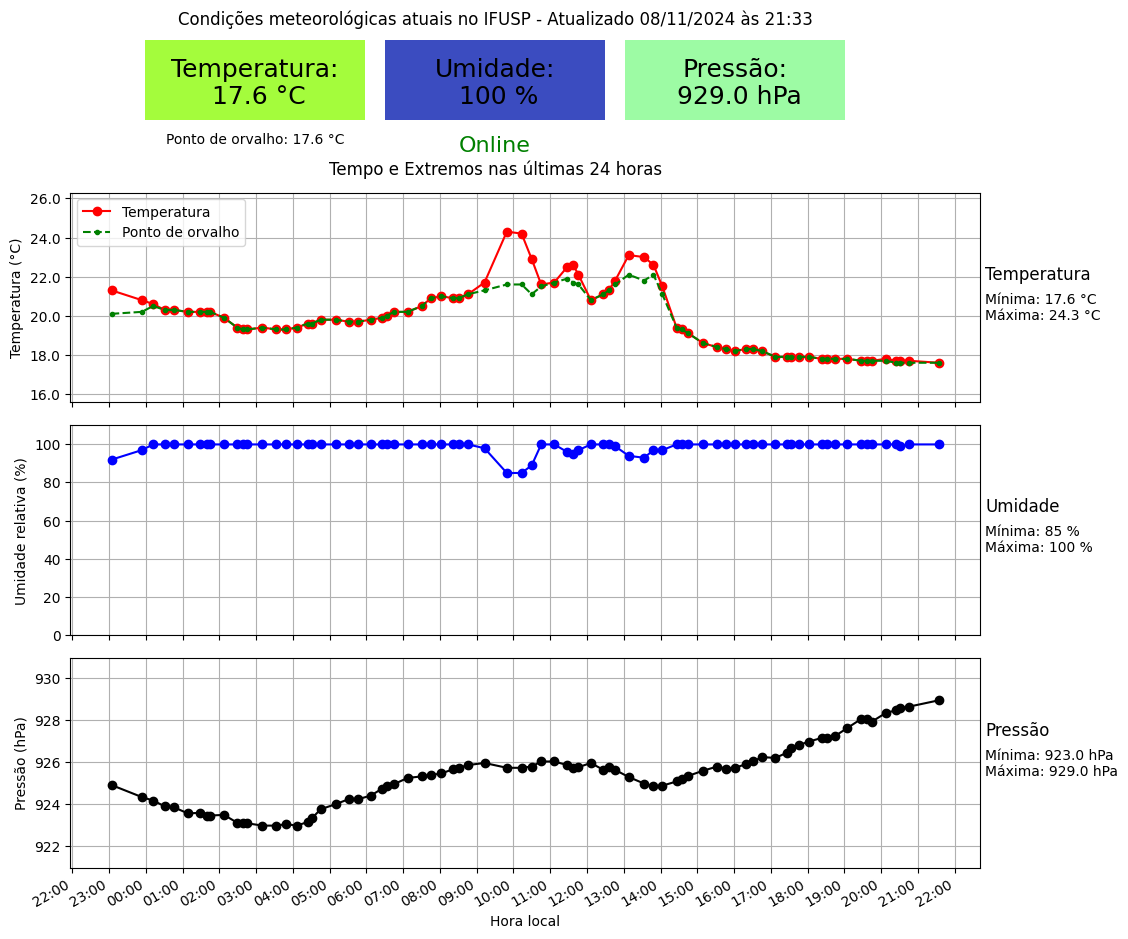 Condições meteorológicas atuais no IFUSP - Atualizado 08/11/2024 às 21:33
Temperatura:
17.6 °C
Umidade:
100 %
Pressão:
929.0 hPa
Ponto de orvalho: 17.6 °C
Online
Tempo e Extremos nas últimas 24 horas
Temperatura (°C)
26.0
24.0
22.0
20.0
18.0
16.0
Temperatura
Ponto de orvalho
Temperatura
Mínima: 17.6 °C
Máxima: 24.3 °C
Umidade relativa (%)
100
80
60
40
20
0
Umidade
Mínima: 85 %
Máxima: 100 %
Pressão (hPa)
930
928
926
924
922
Pressão
Mínima: 923.0 hPa
Máxima: 929.0 hPa
22:00 23:00 00:00 01:00 02:00 03:00 04:00 05:00 06:00 07:00 08:00 09:00 10:00 11:00 12:00 13:00 14:00 15:00 16:00 17:00 18:00 19:00 20:00 21:00 22:00
Hora local